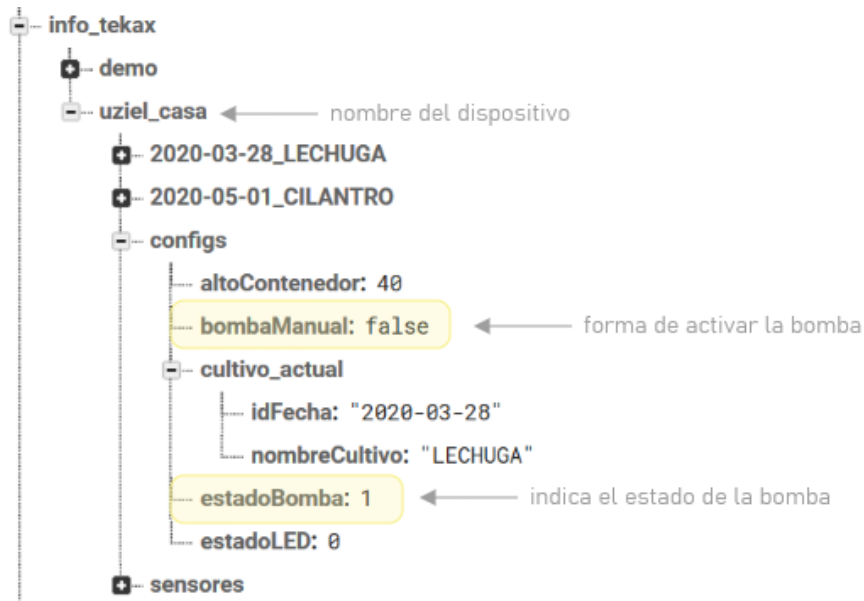 info_tekax
demo
uziel_casa nombre del dispositivo
2020-03-28_LECHUGA
2020-05-01_CILANTRO
configs
altoContenedor: 40
bombaManual: false forma de activar la bomba
cultivo_actual
idFecha: "2020-03-28"
nombreCultivo: "LECHUGA"
estadoBomba: 1 indica el estado de la bomba
estadoLED: 0
sensores